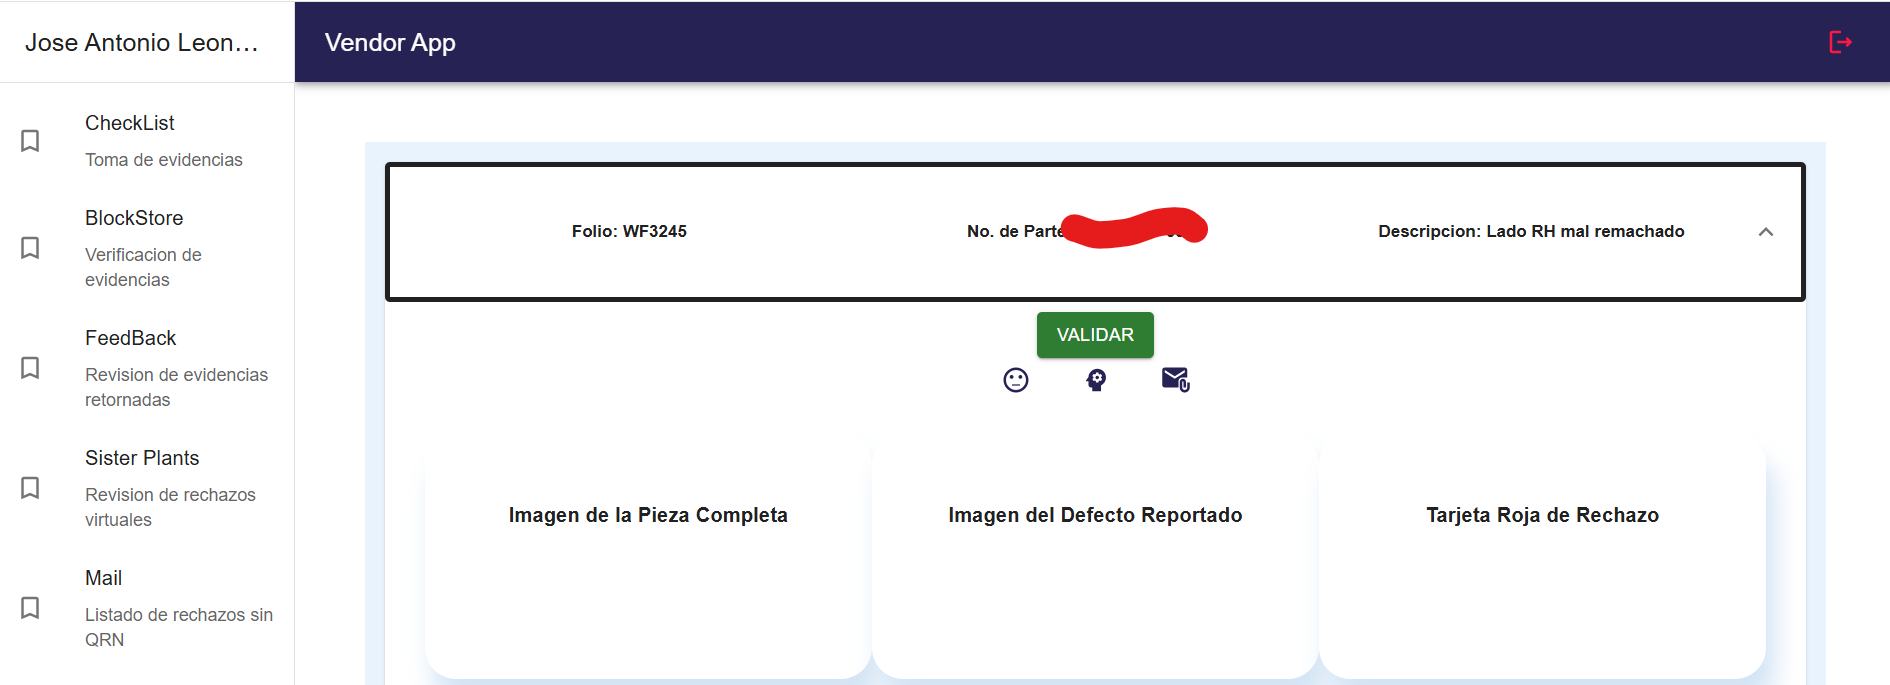 Jose Antonio Leon...
Vendor App
CheckList
Toma de evidencias
BlockStore
Verificacion de
evidencias
FeedBack
Revision de evidencias
retornadas
Sister Plants
Revision de rechazos
virtuales
Mail
Listado de rechazos sin
QRN
Folio: WF3245
No. de Parte
Descripcion: Lado RH mal remachado
VALIDAR
Imagen de la Pieza Completa
Imagen del Defecto Reportado
Tarjeta Roja de Rechazo